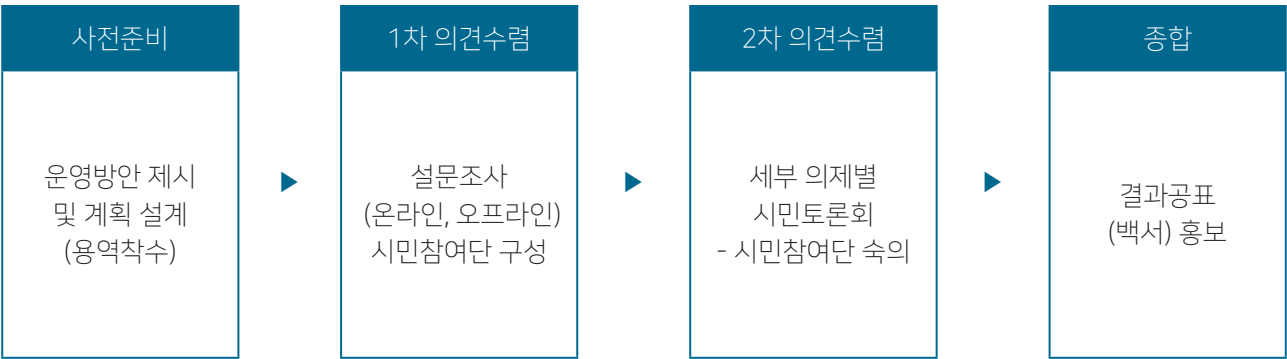 사전준비
운영방안 제시
및 계획 설계
(용역착수)
1차 의견수렴
설문조사
(온라인, 오프라인)
시민참여단 구성
2차 의견수렴
세부 의제별
시민토론회
- 시민참여단 숙의
종합
결과공표
(백서) 홍보